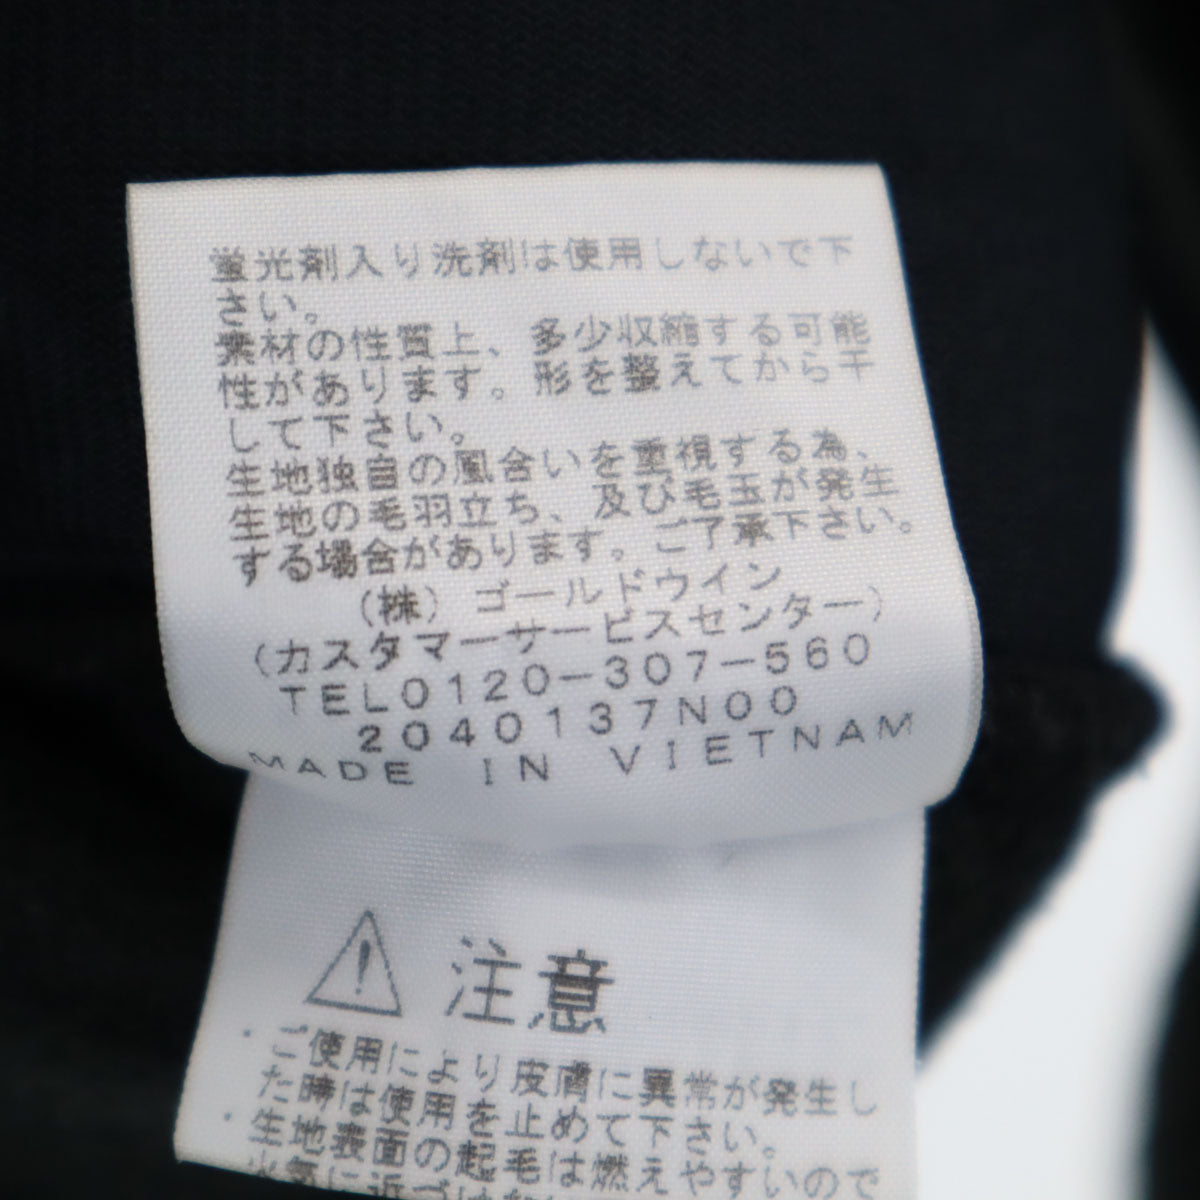 蛍光剤入り洗剤は使用しないで下
さい。
素材の性質上、多少収縮する可能
性があります。形を整えてから干
して下さい。
生地独自の風合いを重視する為、
生地の毛羽立ち、及び毛玉が発生
する場合があります。ご了承下さい。
(株)ゴールドウイン
(カスタマーサービスセンター)
TEL0120-307-560
2040137N00
MADE IN VIETNAM
注意
・ご使用により皮膚に異常が発生し
た時は使用を止めて下さい。
・生地表面の起毛は燃えやすいので
火気に近づけな